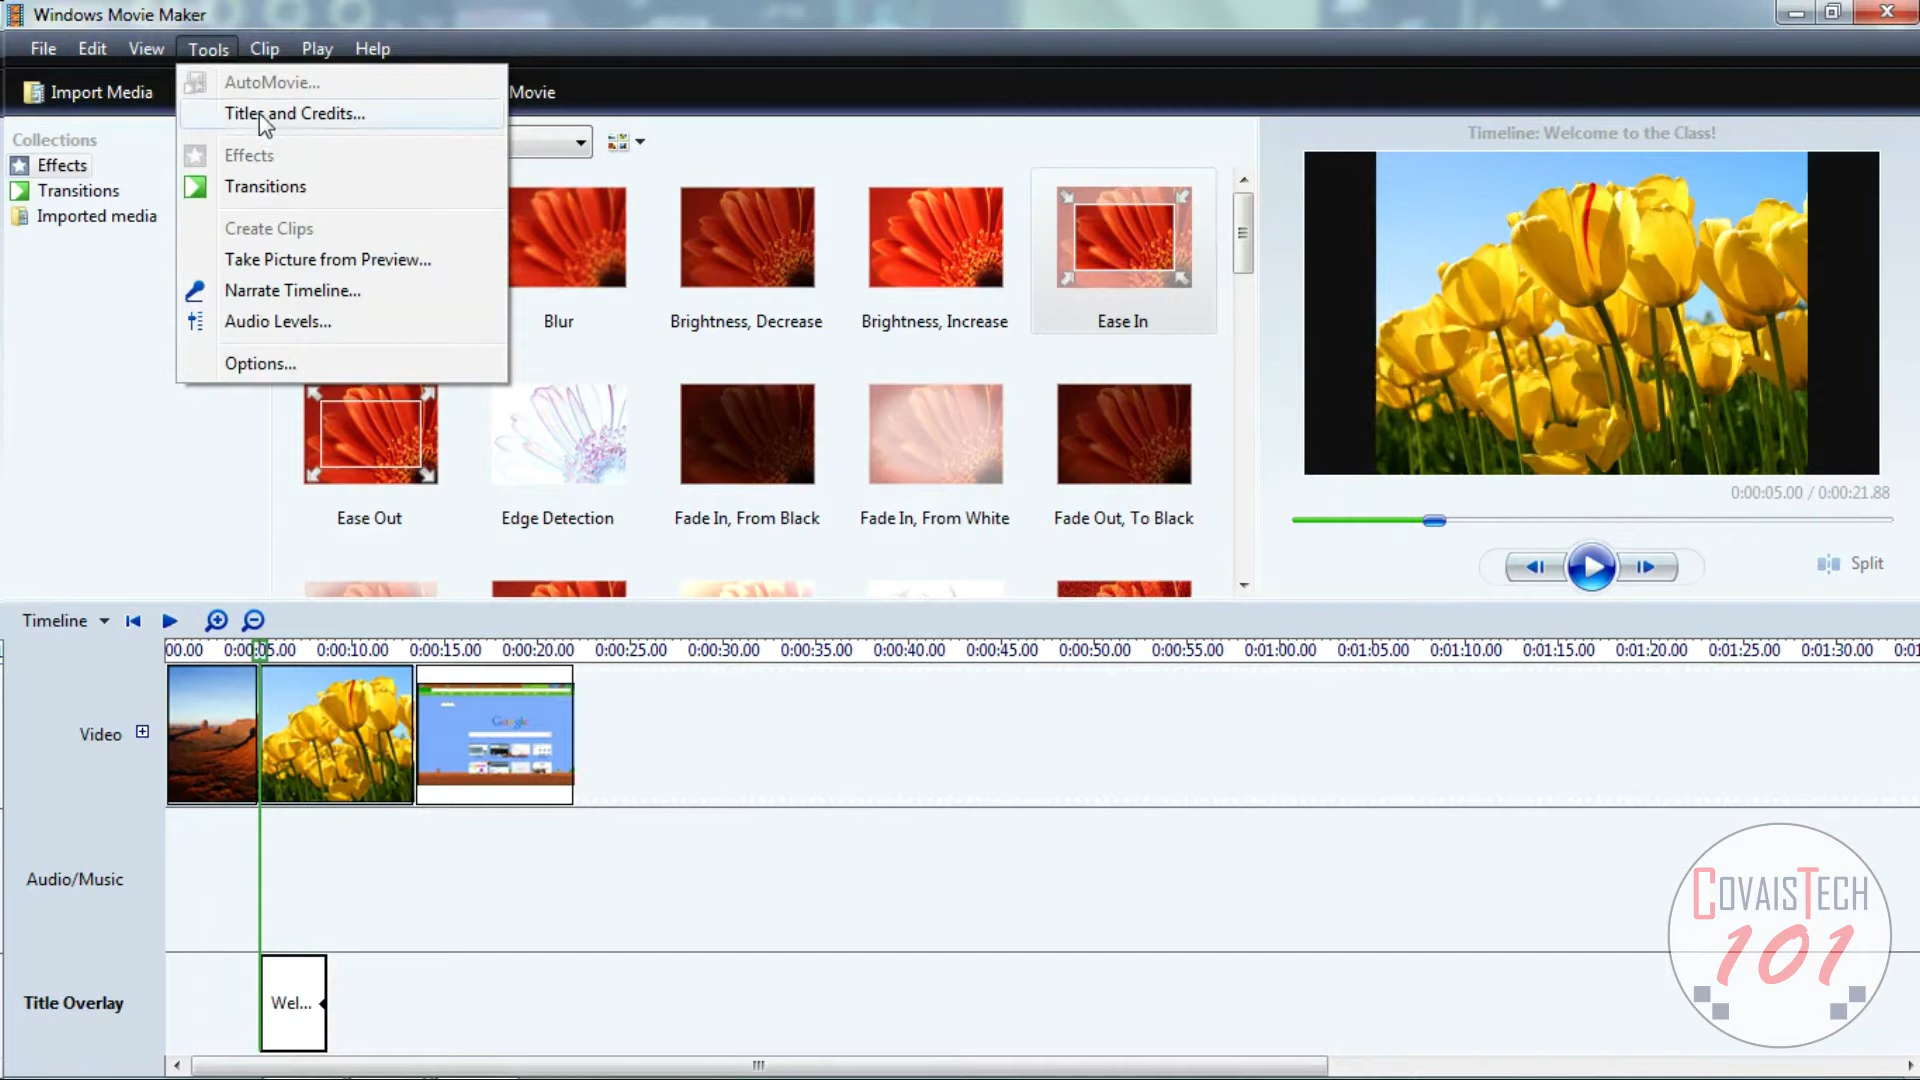 Windows Movie Maker
File Edit View Tools Clip Play Help
Import Media
Movie
AutoMovie...
Titles and Credits...
Effects
Transitions
Create Clips
Take Picture from Preview...
Narrate Timeline...
Audio Levels...
Options...
Collections
Effects
Transitions
Imported media
Blur
Brightness, Decrease
Brightness, Increase
Ease In
Ease Out
Edge Detection
Fade In, From Black
Fade In, From White
Fade Out, To Black
Timeline: Welcome to the Class!
0:00:05.00 / 0:00:21.88
Split
Timeline
00.00 0:00:05.00 0:00:10.00 0:00:15.00 0:00:20.00 0:00:25.00 0:00:30.00 0:00:35.00 0:00:40.00 0:00:45.00 0:00:50.00 0:00:55.00 0:01:00.00 0:01:05.00 0:01:10.00 0:01:15.00 0:01:20.00 0:01:25.00 0:01:30.00 0:01
Video
Google
Audio/Music
Title Overlay
Wel...
COVAISTECH
101